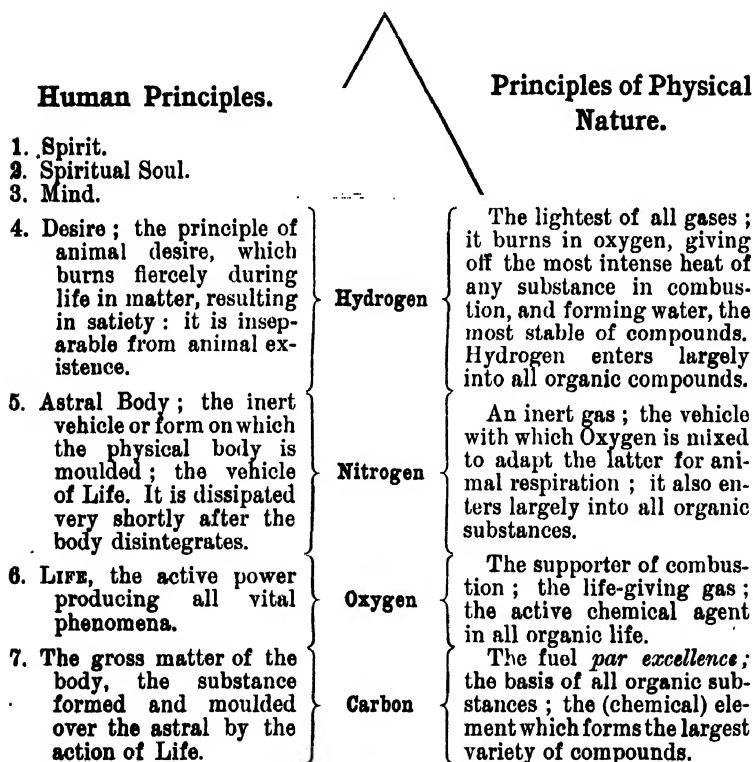 Human Principles.
Principles of Physical
Nature.
1. Spirit.
2. Spiritual Soul.
3. Mind.
4. Desire ; the principle of
animal desire, which
burns fiercely during
life in matter, resulting
in satiety : it is insep-
arable from animal ex-
istence.
Hydrogen
The lightest of all gases ;
it burns in oxygen, giving
off the most intense heat of
any substance in combus-
tion, and forming water, the
most stable of compounds.
Hydrogen enters largely
into all organic compounds.
5. Astral Body ; the inert
vehicle or form on which
the physical body is
moulded ; the vehicle
of Life. It is dissipated
very shortly after the
body disintegrates.
Nitrogen
An inert gas ; the vehicle
with which Oxygen is mixed
to adapt the latter for ani-
mal respiration ; it also en-
ters largely into all organic
substances.
6. LIFE, the active power
producing all vital
phenomena.
Oxygen
The supporter of combus-
tion ; the life-giving gas ;
the active chemical agent
in all organic life.
7. The gross matter of the
body, the substance
formed and moulded
over the astral by the
action of Life.
Carbon
The fuel par excellence ;
the basis of all organic sub-
stances ; the (chemical) ele-
ment which forms the largest
variety of compounds.